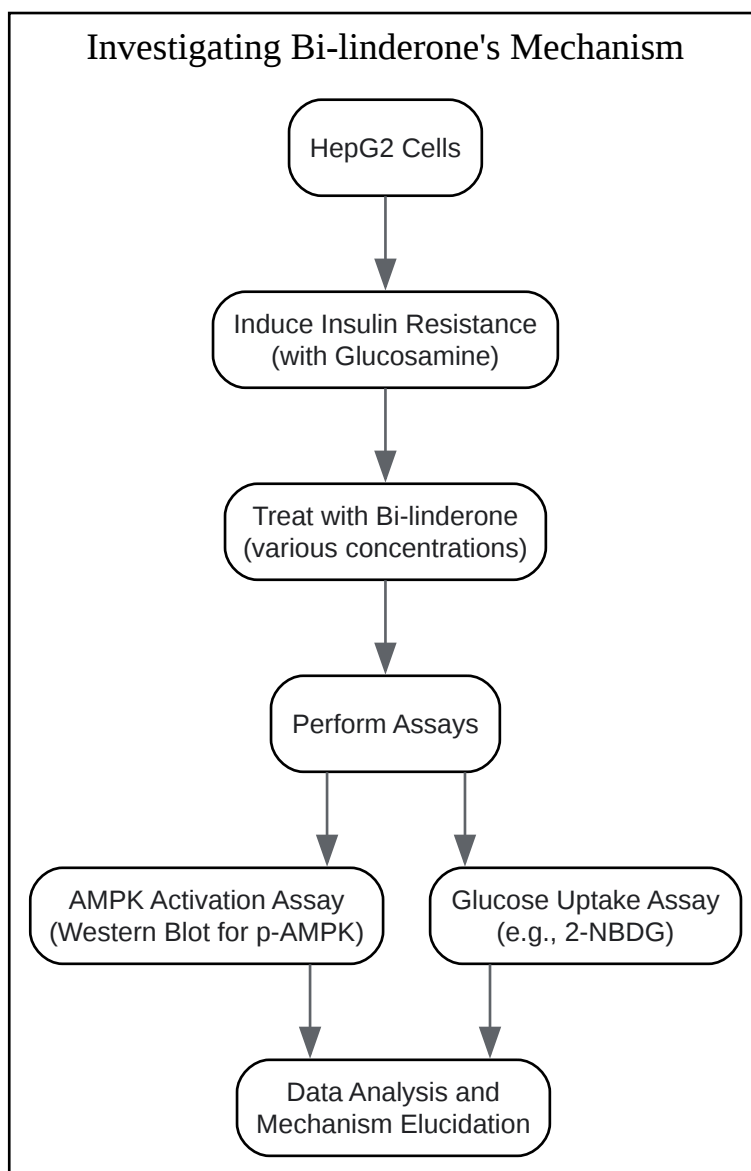 Investigating Bi-linderone's Mechanism
HepG2 Cells
Induce Insulin Resistance
(with Glucosamine)
Treat with Bi-linderone
(various concentrations)
Perform Assays
AMPK Activation Assay
(Western Blot for p-AMPK)
Glucose Uptake Assay
(e.g., 2-NBDG)
Data Analysis and
Mechanism Elucidation